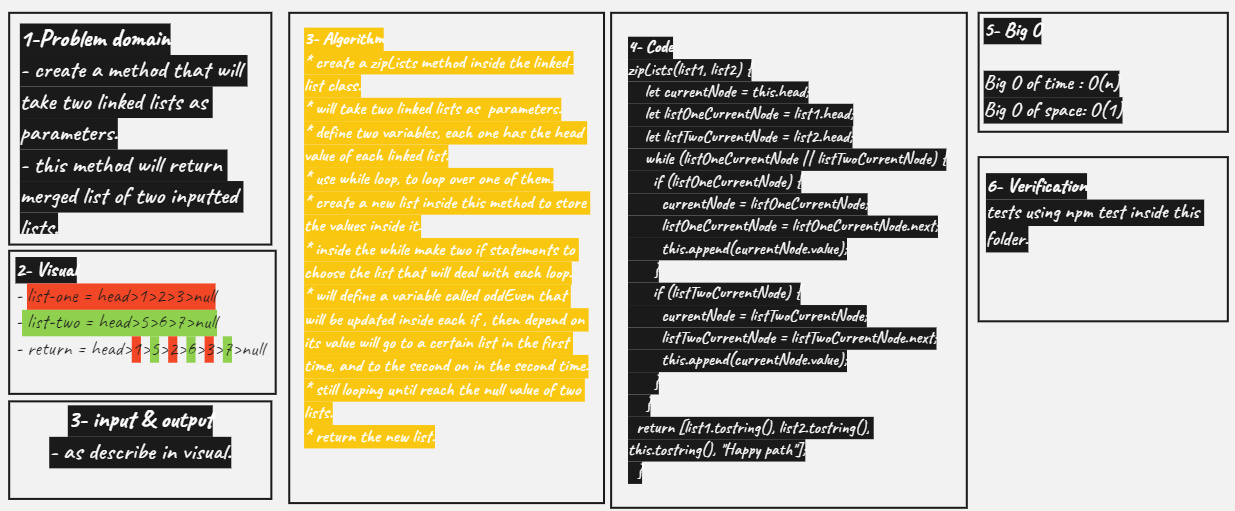 1-Problem domain
- create a method that will
take two linked lists as
parameters.
- this method will return
merged list of two inputted
lists.
2- Visual
- list-one = head>1>2>3>null
- list-two = head>5>6>7>null
- return = head>1>5>2>6>3>7>null
3- input & output
- as describe in visual.
3- Algorithm
* create a zipLists method inside the linked-
list class.
* will take two linked lists as parameters.
* define two variables, each one has the head
value of each linked list.
* use while loop, to loop over one of them.
* create a new list inside this method to store
the values inside it.
* inside the while make two if statements to
choose the list that will deal with each loop.
* will define a variable called oddEven that
will be updated inside each if , then depend on
its value will go to a certain list in the first
time, and to the second on in the second time.
* still looping until reach the null value of two
lists.
* return the new list.
4- Code
zipLists(list1, list2) {
let currentNode = this.head;
let listOneCurrentNode = list1.head;
let listTwoCurrentNode = list2.head;
while (listOneCurrentNode || listTwoCurrentNode) {
if (listOneCurrentNode) {
currentNode = listOneCurrentNode;
listOneCurrentNode = listOneCurrentNode.next;
this.append(currentNode.value);
}
if (listTwoCurrentNode) {
currentNode = listTwoCurrentNode;
listTwoCurrentNode = listTwoCurrentNode.next;
this.append(currentNode.value);
}
}
return [list1.tostring(), list2.tostring(),
this.tostring(), "Happy path"];
}
5- Big O
Big O of time : O(n)
Big O of space: O(1)
6- Verification
tests using npm test inside this
folder.